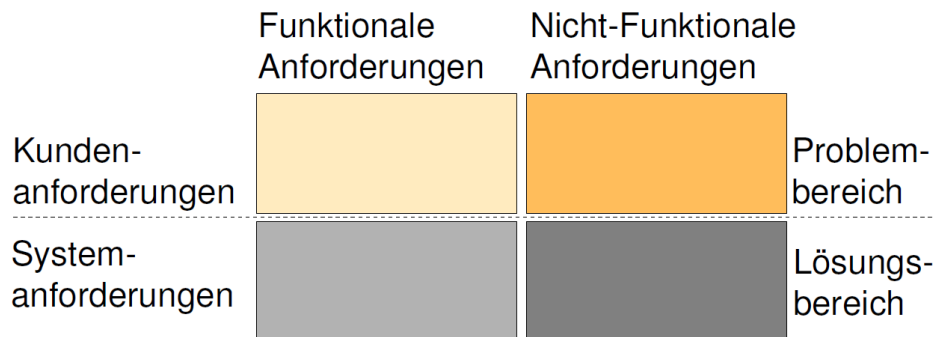 Funktionale
Anforderungen
Nicht-Funktionale
Anforderungen
Kunden-
anforderungen
Problem-
bereich
System-
anforderungen
Lösungs-
bereich